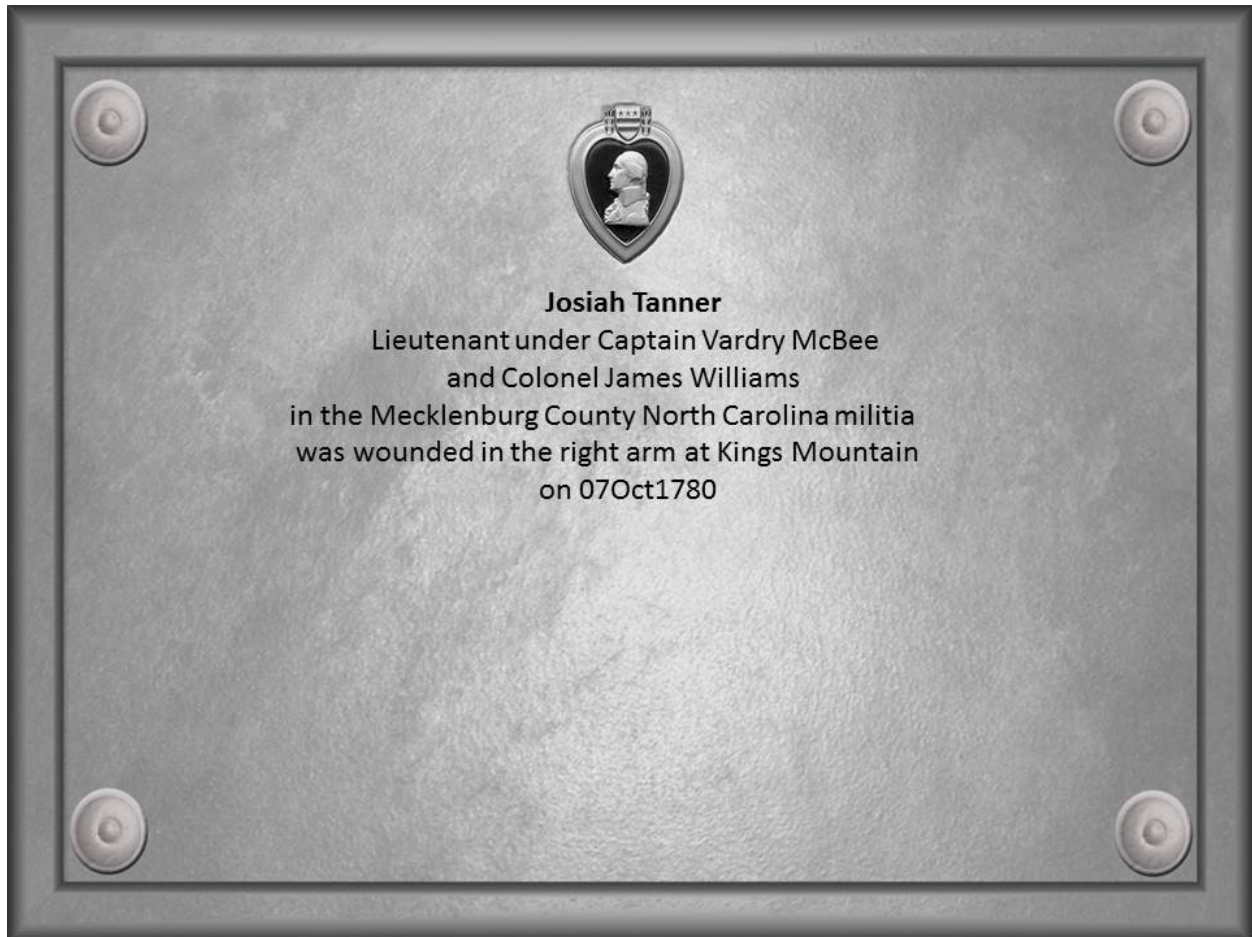 Josiah Tanner
Lieutenant under Captain Vardry McBee
and Colonel James Williams
in the Mecklenburg County North Carolina militia
was wounded in the right arm at Kings Mountain
on 07Oct1780